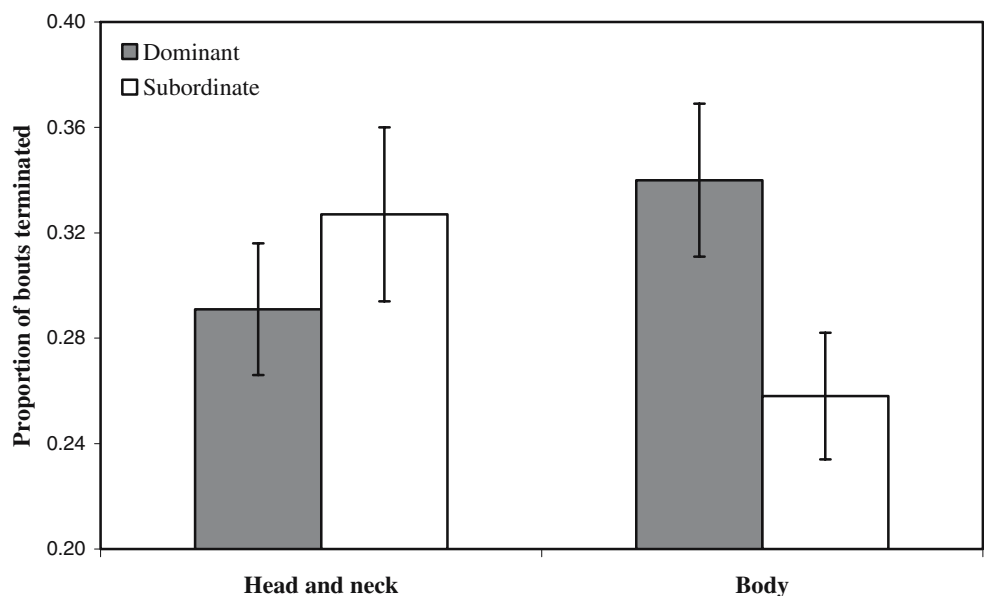 Dominant
Subordinate
Proportion of bouts terminated
0.40
0.36
0.32
0.28
0.24
0.20
Head and neck
Body